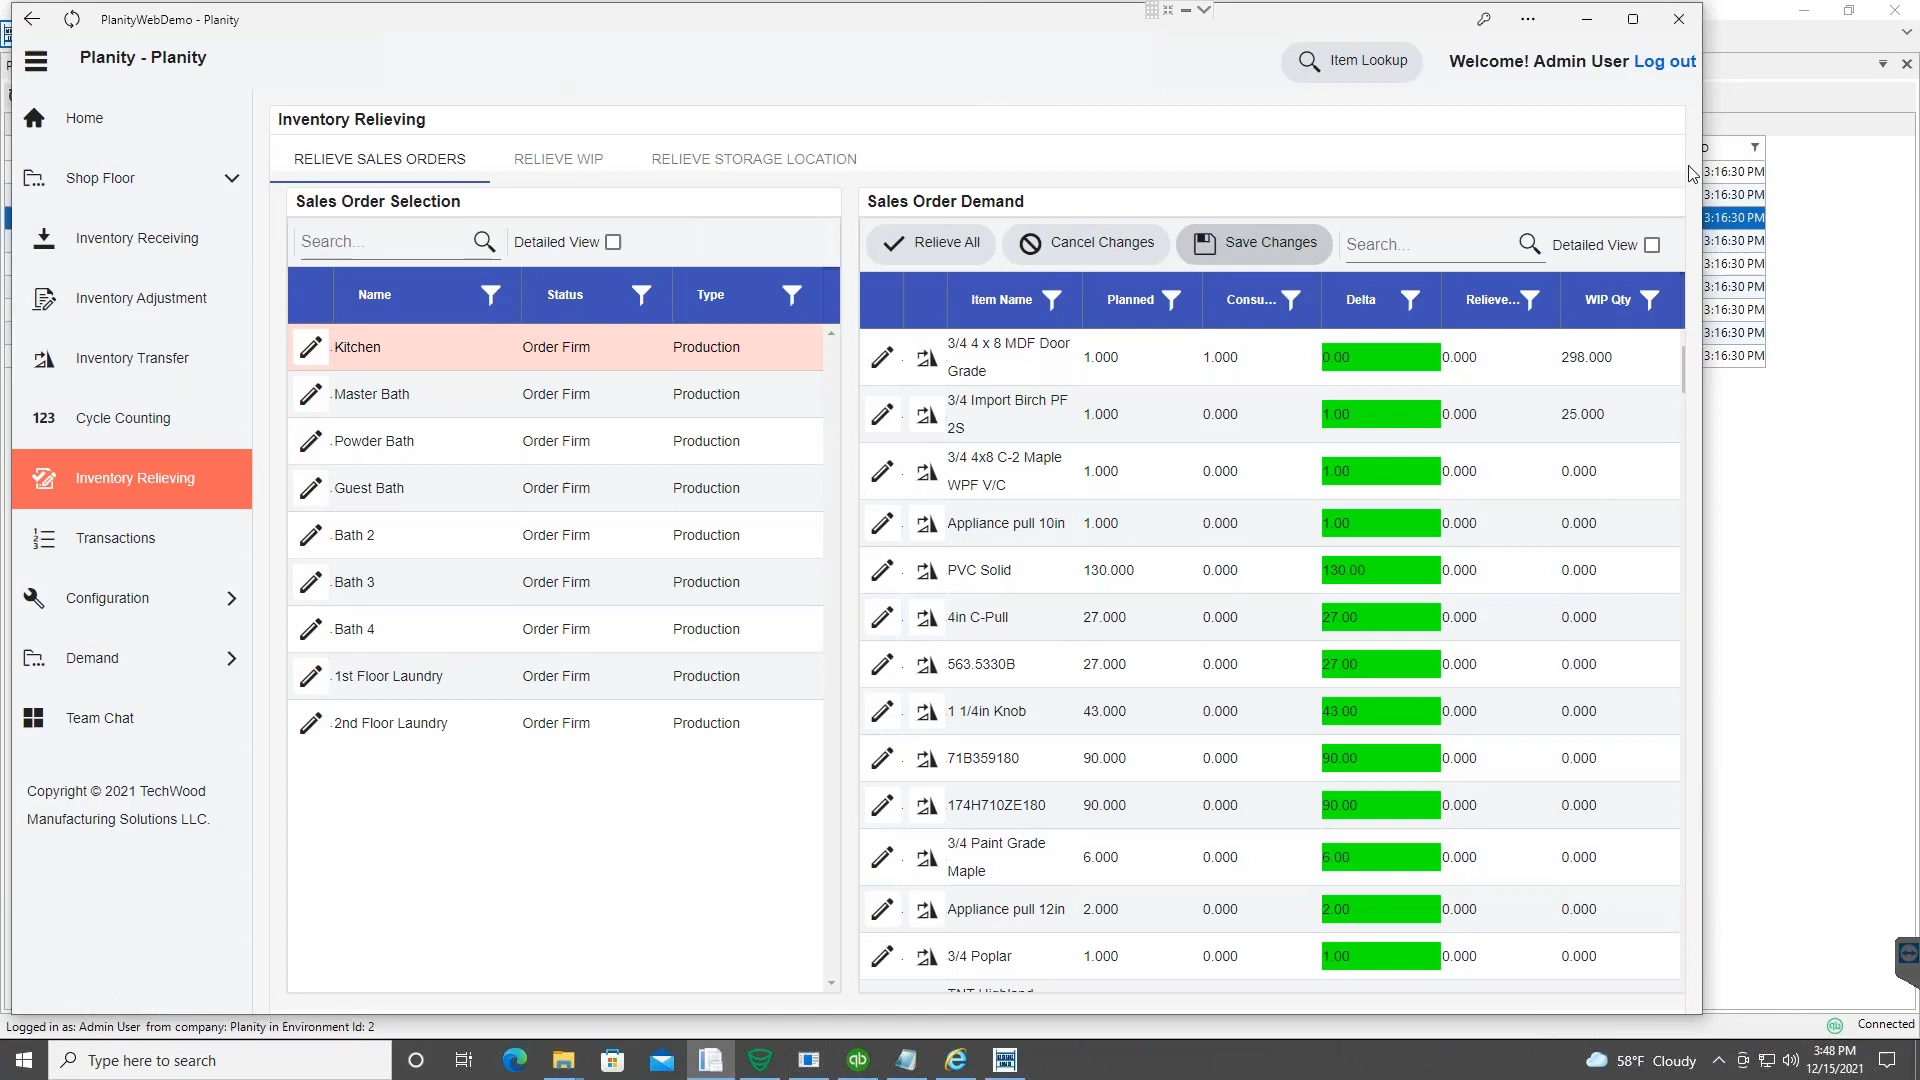 PlanityWebDemo - Planity
Planity - Planity
Item Lookup
Welcome! Admin User Log out
Home
Shop Floor
Inventory Receiving
Inventory Adjustment
Inventory Transfer
123 Cycle Counting
Inventory Relieving
Transactions
Configuration
Demand
Team Chat
Copyright © 2021 TechWood
Manufacturing Solutions LLC.
Inventory Relieving
RELIEVE SALES ORDERS RELIEVE WIP RELIEVE STORAGE LOCATION
Sales Order Selection
Search... Detailed View
Name Status Type
Kitchen Order Firm Production
Master Bath Order Firm Production
Powder Bath Order Firm Production
Guest Bath Order Firm Production
Bath 2 Order Firm Production
Bath 3 Order Firm Production
Bath 4 Order Firm Production
1st Floor Laundry Order Firm Production
2nd Floor Laundry Order Firm Production
Sales Order Demand
Relieve All Cancel Changes Save Changes Search... Detailed View
Item Name Planned Consu... Delta Relieve... WIP Qty
3/4 4 x 8 MDF Door
Grade 1.000 1.000 0.00 0.000 298.000
3/4 Import Birch PF
2S 1.000 0.000 1.00 0.000 25.000
3/4 4x8 C-2 Maple
WPF V/C 1.000 0.000 1.00 0.000 0.000
Appliance pull 10in 1.000 0.000 1.00 0.000 0.000
PVC Solid 130.000 0.000 130.00 0.000 0.000
4in C-Pull 27.000 0.000 27.00 0.000 0.000
563.5330B 27.000 0.000 27.00 0.000 0.000
1 1/4in Knob 43.000 0.000 43.00 0.000 0.000
71B359180 90.000 0.000 90.00 0.000 0.000
174H710ZE180 90.000 0.000 90.00 0.000 0.000
3/4 Paint Grade
Maple 6.000 0.000 6.00 0.000 0.000
Appliance pull 12in 2.000 0.000 2.00 0.000 0.000
3/4 Poplar 1.000 0.000 1.00 0.000 0.000
3:16:30 PM
3:16:30 PM
3:16:30 PM
3:16:30 PM
3:16:30 PM
3:16:30 PM
3:16:30 PM
3:16:30 PM
3:16:30 PM
Logged in as: Admin User from company: Planity in Environment Id: 2
Connected
Type here to search
58°F Cloudy
3:48 PM
12/15/2021